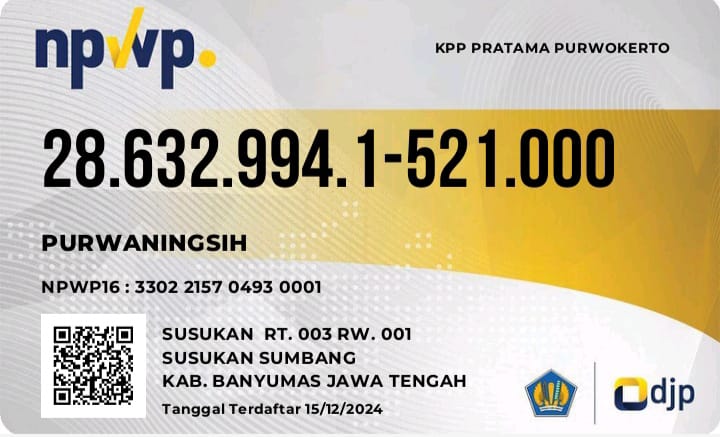 npwp.
KPP PRATAMA PURWOKERTO
28.632.994.1-521.000
PURWANINGSIH
NPWP16 : 3302 2157 0493 0001
SUSUKAN RT. 003 RW. 001
SUSUKAN SUMBANG
KAB. BANYUMAS JAWA TENGAH
Tanggal Terdaftar 15/12/2024
djp